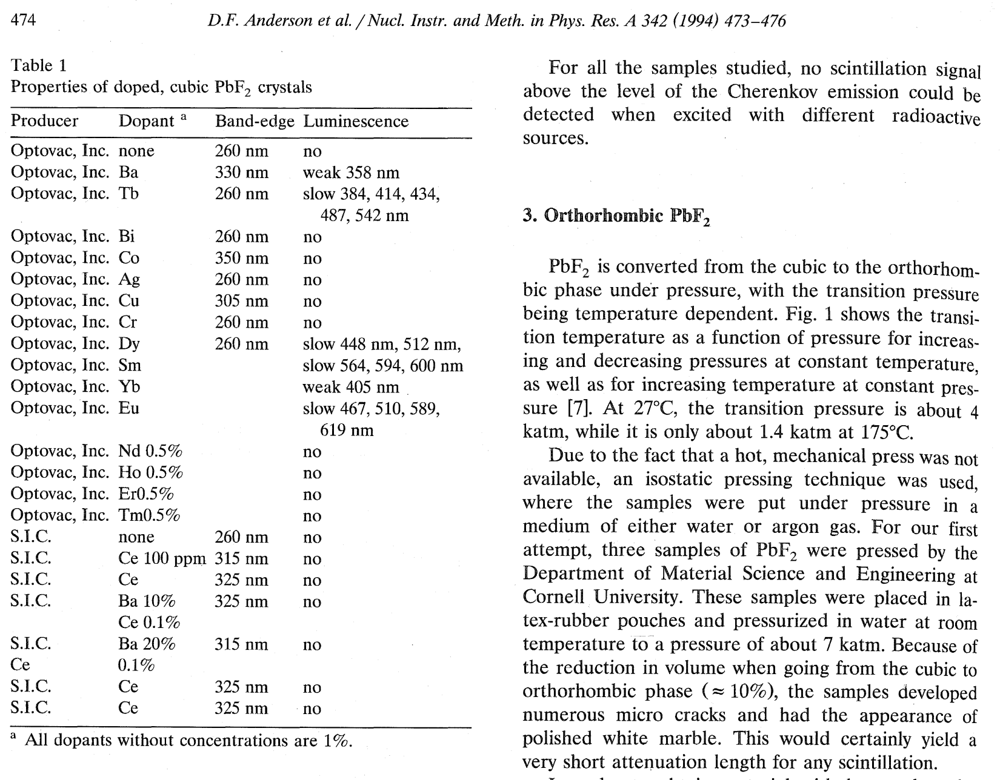 474
D.F. Anderson et al. / Nucl. Instr. and Meth. in Phys. Res. A 342 (1994) 473–476
Table 1
Properties of doped, cubic PbF2 crystals
Producer Dopant a Band-edge Luminescence
Optovac, Inc. none 260 nm no
Optovac, Inc. Ba 330 nm weak 358 nm
Optovac, Inc. Tb 260 nm slow 384, 414, 434,
487, 542 nm
Optovac, Inc. Bi 260 nm no
Optovac, Inc. Co 350 nm no
Optovac, Inc. Ag 260 nm no
Optovac, Inc. Cu 305 nm no
Optovac, Inc. Cr 260 nm no
Optovac, Inc. Dy 260 nm slow 448 nm, 512 nm,
Optovac, Inc. Sm slow 564, 594, 600 nm
Optovac, Inc. Yb weak 405 nm
Optovac, Inc. Eu slow 467, 510, 589,
619 nm
Optovac, Inc. Nd 0.5% no
Optovac, Inc. Ho 0.5% no
Optovac, Inc. Er0.5% no
Optovac, Inc. Tm0.5% no
S.I.C. none 260 nm no
S.I.C. Ce 100 ppm 315 nm no
S.I.C. Ce 325 nm no
S.I.C. Ba 10% 325 nm no
Ce 0.1%
S.I.C. Ba 20% 315 nm no
Ce 0.1%
S.I.C. Ce 325 nm no
S.I.C. Ce 325 nm no
a All dopants without concentrations are 1%.
For all the samples studied, no scintillation signal
above the level of the Cherenkov emission could be
detected when excited with different radioactive
sources.
3. Orthorhombic PbF2
PbF2 is converted from the cubic to the orthorhom-
bic phase under pressure, with the transition pressure
being temperature dependent. Fig. 1 shows the transi-
tion temperature as a function of pressure for increas-
ing and decreasing pressures at constant temperature,
as well as for increasing temperature at constant pres-
sure [7]. At 27°C, the transition pressure is about 4
katm, while it is only about 1.4 katm at 175°C.
Due to the fact that a hot, mechanical press was not
available, an isostatic pressing technique was used,
where the samples were put under pressure in a
medium of either water or argon gas. For our first
attempt, three samples of PbF2 were pressed by the
Department of Material Science and Engineering at
Cornell University. These samples were placed in la-
tex-rubber pouches and pressurized in water at room
temperature to a pressure of about 7 katm. Because of
the reduction in volume when going from the cubic to
orthorhombic phase (≈ 10%), the samples developed
numerous micro cracks and had the appearance of
polished white marble. This would certainly yield a
very short attenuation length for any scintillation.